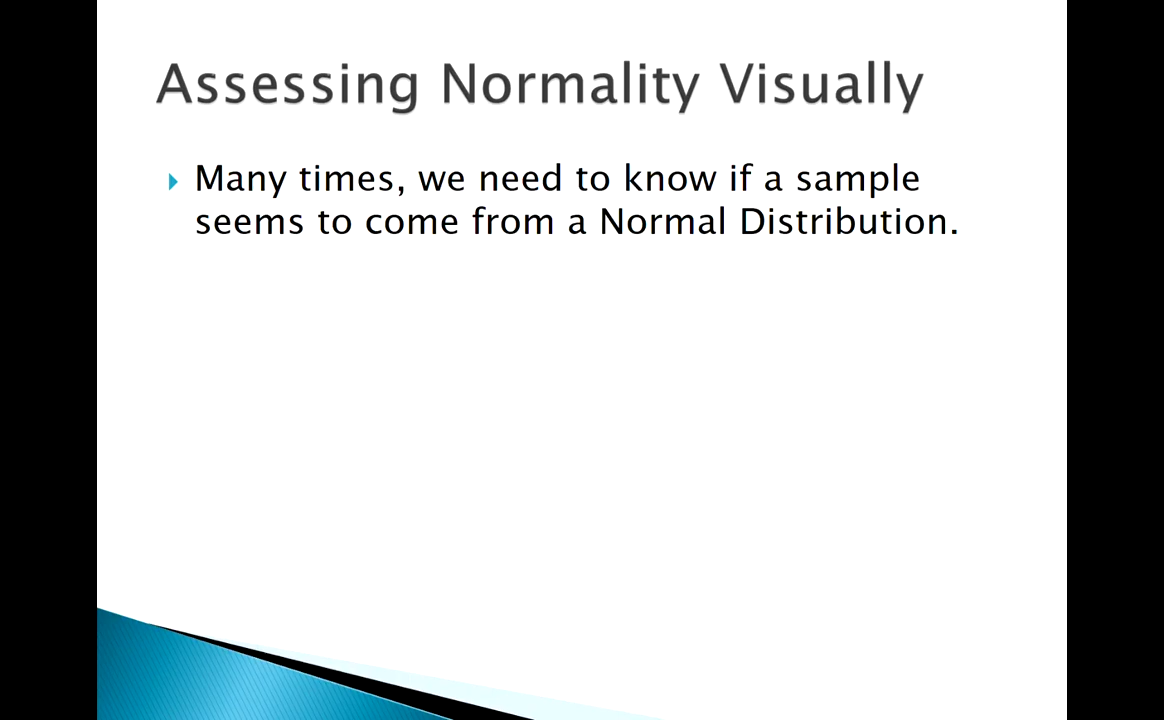 Assessing Normality Visually
Many times, we need to know if a sample
seems to come from a Normal Distribution.